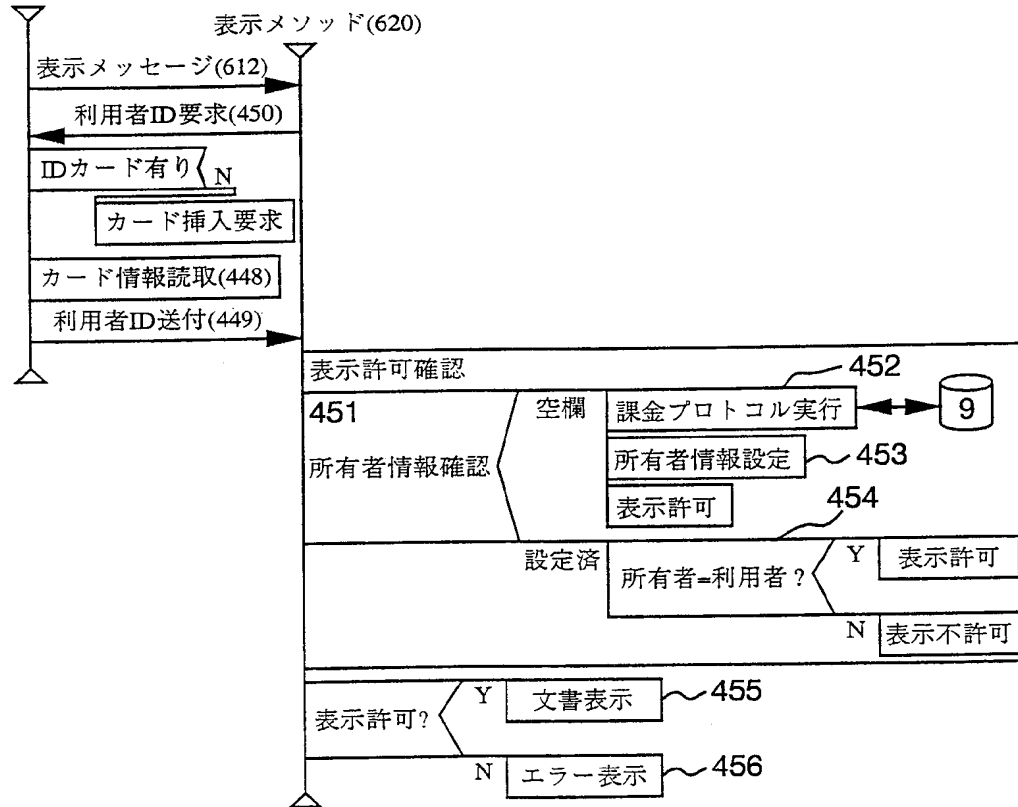 表示メソッド(620)
表示メッセージ(612)
利用者ID要求(450)
IDカード有り
N
カード挿入要求
カード情報読取(448)
利用者ID送付(449)
表示許可確認
452
451
空欄
課金プロトコル実行
9
所有者情報確認
所有者情報設定
453
表示許可
454
設定済
所有者=利用者?
Y
表示許可
N
表示不許可
表示許可?
Y
文書表示
455
N
エラー表示
456